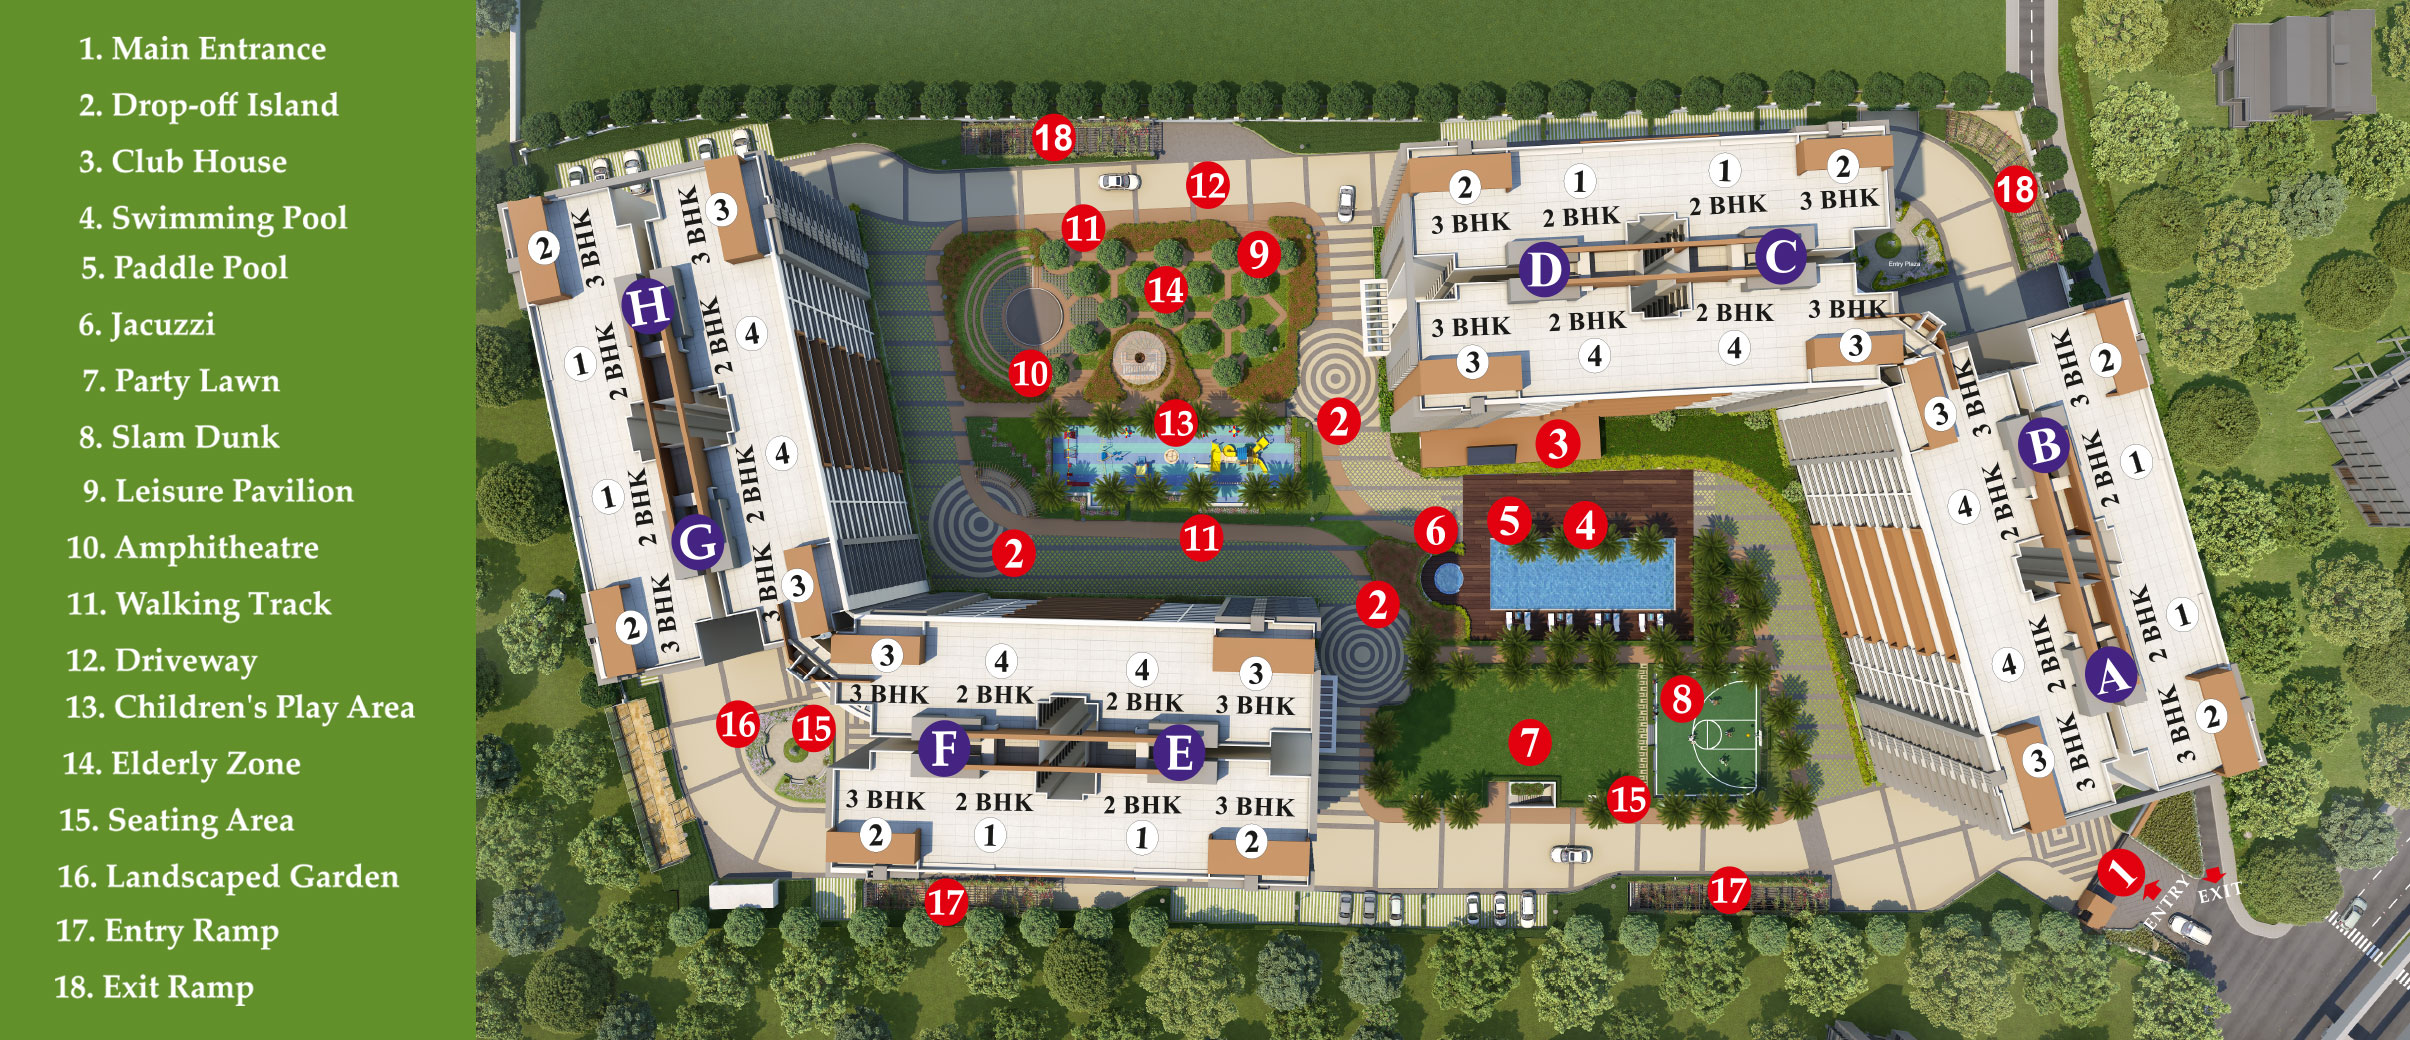 1. Main Entrance
2. Drop-off Island
3. Club House
4. Swimming Pool
5. Paddle Pool
6. Jacuzzi
7. Party Lawn
8. Slam Dunk
9. Leisure Pavilion
10. Amphitheatre
11. Walking Track
12. Driveway
13. Children's Play Area
14. Elderly Zone
15. Seating Area
16. Landscaped Garden
17. Entry Ramp
18. Exit Ramp
18
12
18
11
9
14
10
13
2
3
11
2
6
5
4
2
16
15
7
8
15
17
17
1
ENTRY
EXIT
Entry Plaza
H
2
3 BHK
3
3 BHK
1
2 BHK
4
2 BHK
G
1
2 BHK
4
2 BHK
2
3 BHK
3
3 BHK
D
2
3 BHK
1
2 BHK
3 BHK
3
2 BHK
4
C
1
2 BHK
2
3 BHK
2 BHK
4
3 BHK
3
B
3
3 BHK
2
3 BHK
4
2 BHK
1
2 BHK
A
4
2 BHK
1
2 BHK
3
3 BHK
2
3 BHK
F
3
3 BHK
4
2 BHK
3 BHK
2
2 BHK
1
E
4
2 BHK
3
3 BHK
2 BHK
1
3 BHK
2